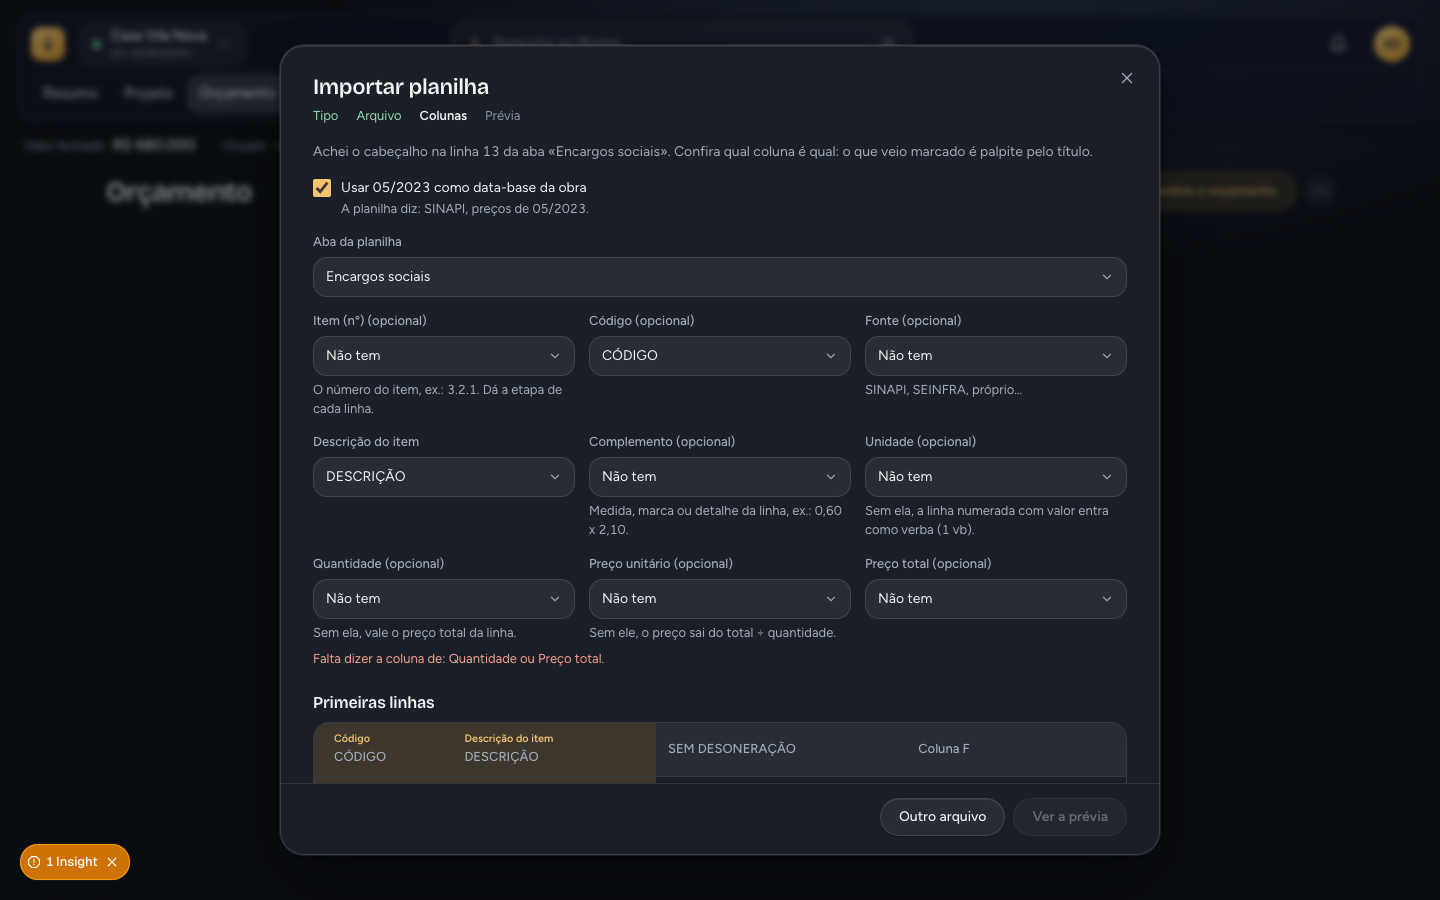 Casa Vila Nova
Resumo
Projeto
Orçamento
R$ 480.000
Orçamento
Importar planilha
Tipo
Arquivo
Colunas
Prévia
Achei o cabeçalho na linha 13 da aba «Encargos sociais». Confira qual coluna é qual: o que veio marcado é palpite pelo título.
Usar 05/2023 como data-base da obra
A planilha diz: SINAPI, preços de 05/2023.
Aba da planilha
Encargos sociais
Item (nº) (opcional)
Código (opcional)
Fonte (opcional)
Não tem
CÓDIGO
Não tem
O número do item, ex.: 3.2.1. Dá a etapa de
cada linha.
SINAPI, SEINFRA, próprio…
Descrição do item
Complemento (opcional)
Unidade (opcional)
DESCRIÇÃO
Não tem
Não tem
Medida, marca ou detalhe da linha, ex.: 0,60
x 2,10.
Sem ela, a linha numerada com valor entra
como verba (1 vb).
Quantidade (opcional)
Preço unitário (opcional)
Preço total (opcional)
Não tem
Não tem
Não tem
Sem ela, vale o preço total da linha.
Sem ele, o preço sai do total ÷ quantidade.
Falta dizer a coluna de: Quantidade ou Preço total.
Primeiras linhas
Código
CÓDIGO
Descrição do item
DESCRIÇÃO
SEM DESONERAÇÃO
Coluna F
Outro arquivo
Ver a prévia
1 Insight